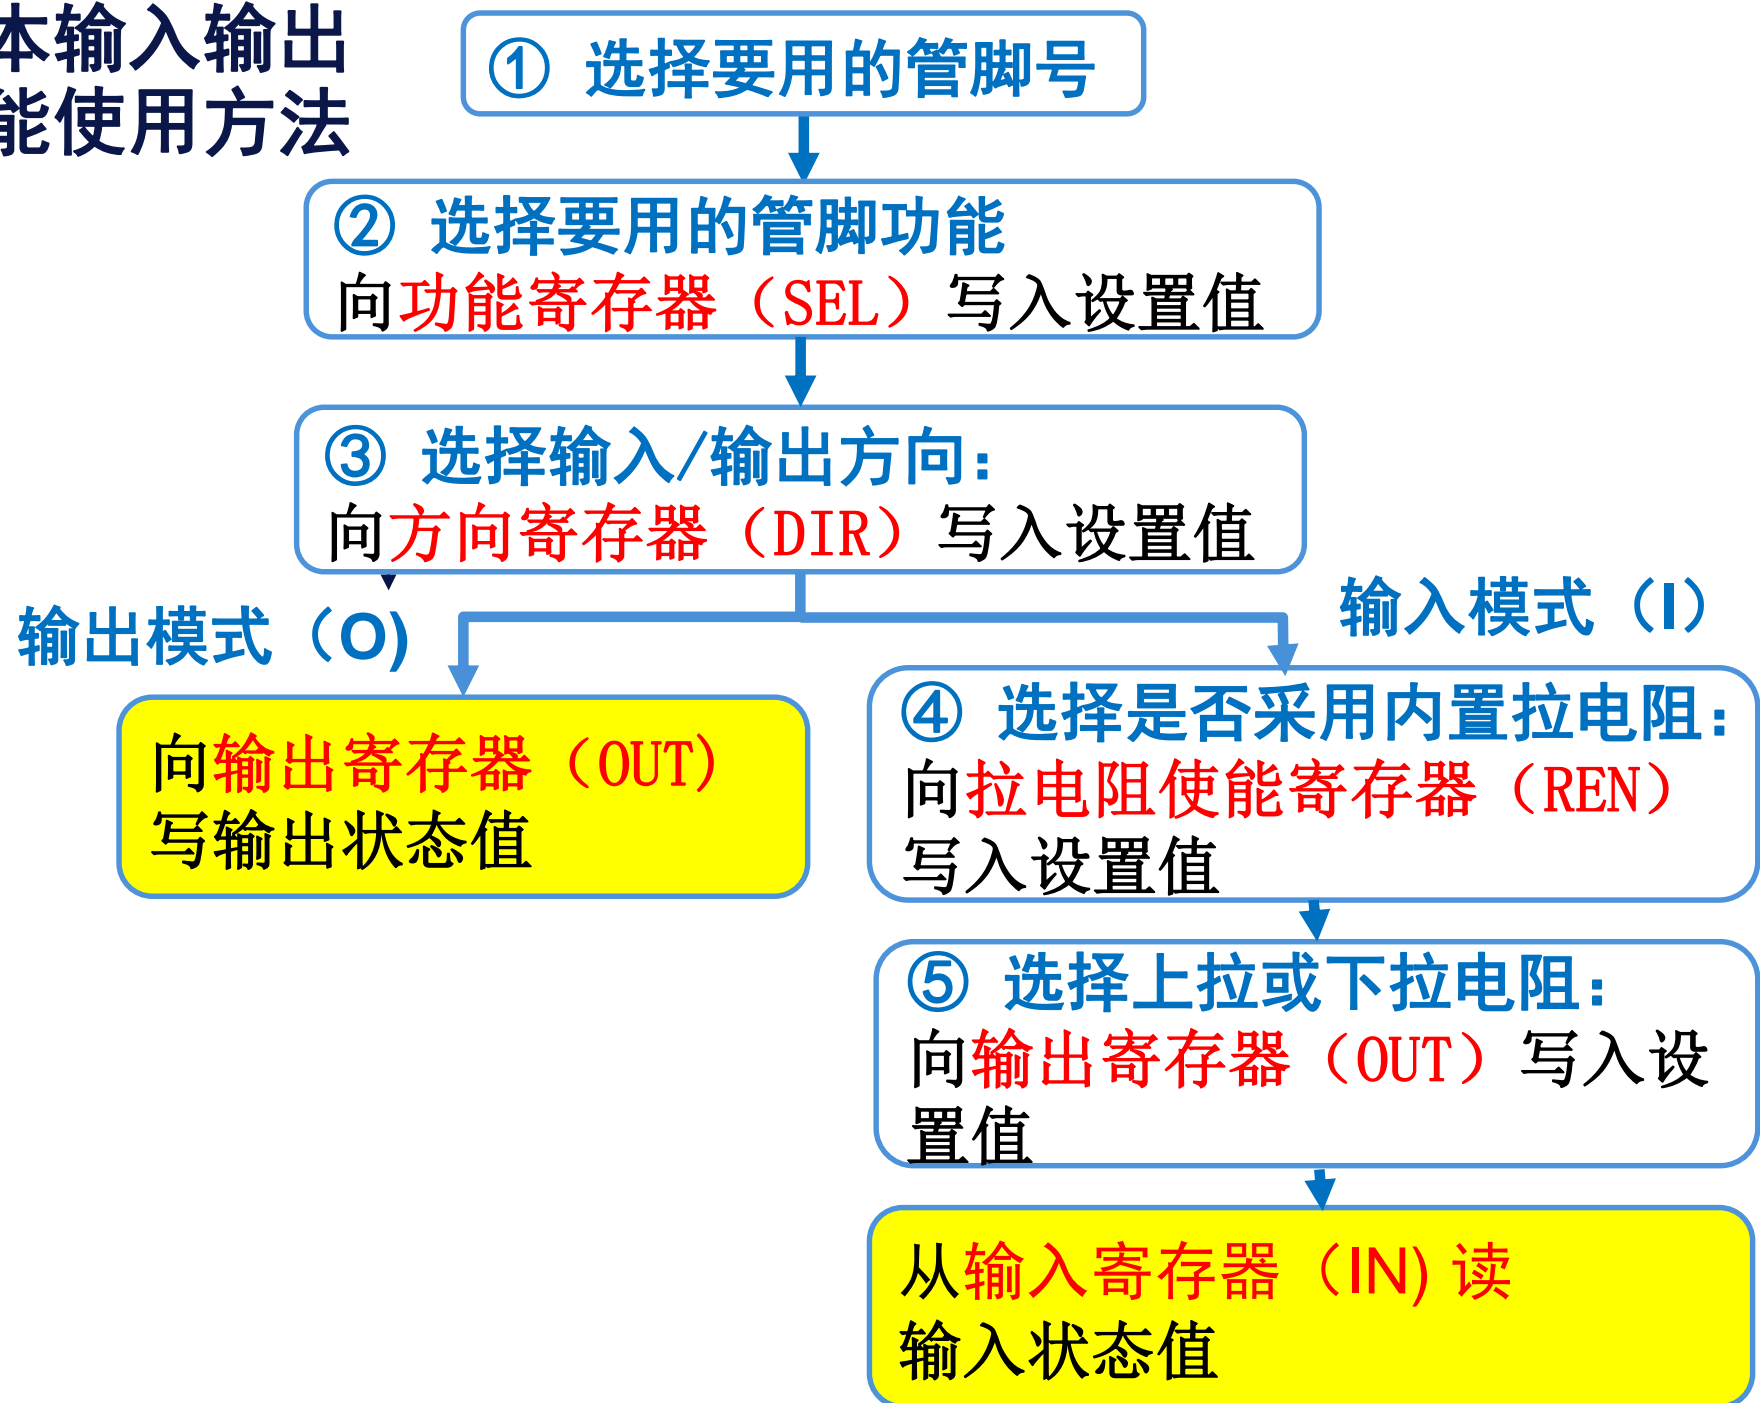 本输入输出
能使用方法
① 选择要用的管脚号
② 选择要用的管脚功能
向功能寄存器（SEL）写入设置值
③ 选择输入/输出方向：
向方向寄存器（DIR）写入设置值
输出模式（O)
输入模式（I）
向输出寄存器（OUT)
写输出状态值
④ 选择是否采用内置拉电阻：
向拉电阻使能寄存器（REN）
写入设置值
⑤ 选择上拉或下拉电阻：
向输出寄存器（OUT）写入设
置值
从输入寄存器（IN) 读
输入状态值